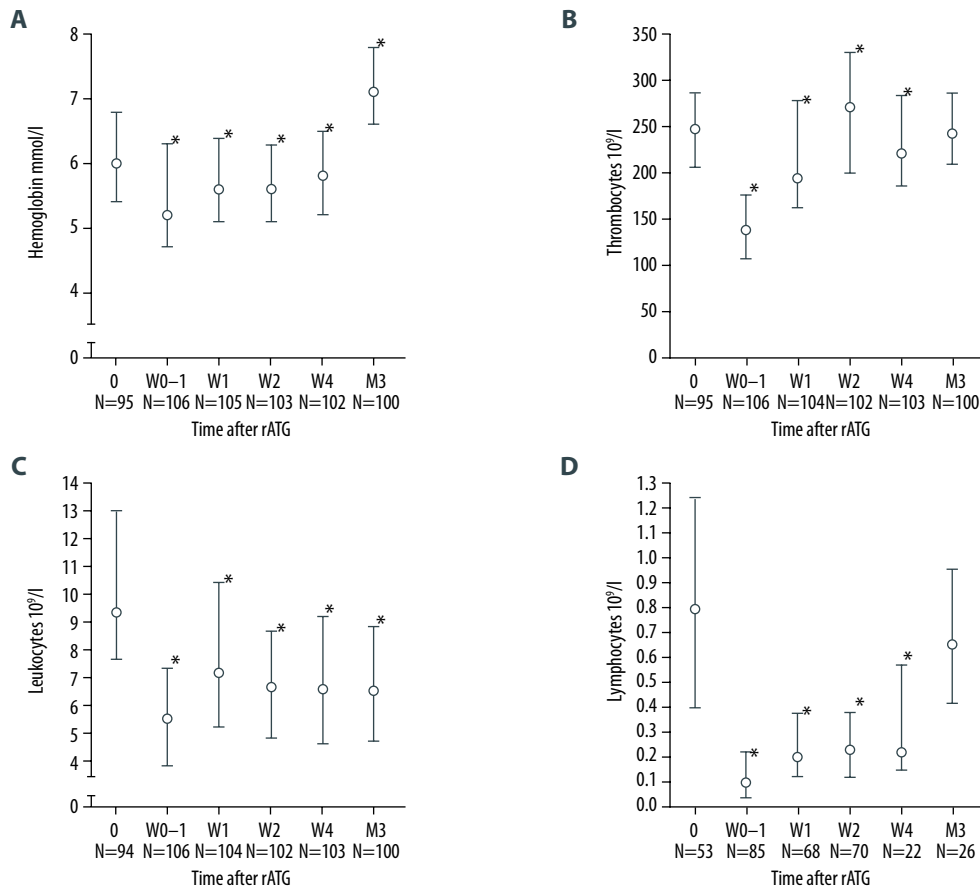 A
Hemoglobin mmol/l
8
7
6
5
4
0
*
*
*
*
*
0 W0–1 W1 W2 W4 M3
N=95 N=106 N=105 N=103 N=102 N=100
Time after rATG
B
Thrombocytes 10⁹/l
350
300
250
200
150
100
50
0
*
*
*
*
0 W0–1 W1 W2 W4 M3
N=95 N=106 N=104 N=102 N=103 N=100
Time after rATG
C
Leukocytes 10⁹/l
14
13
12
11
10
9
8
7
6
5
4
0
*
*
*
*
*
0 W0–1 W1 W2 W4 M3
N=94 N=106 N=104 N=102 N=103 N=100
Time after rATG
D
Lymphocytes 10⁹/l
1.3
1.2
1.1
1.0
0.9
0.8
0.7
0.6
0.5
0.4
0.3
0.2
0.1
0.0
*
*
*
*
0 W0–1 W1 W2 W4 M3
N=53 N=85 N=68 N=70 N=22 N=26
Time after rATG